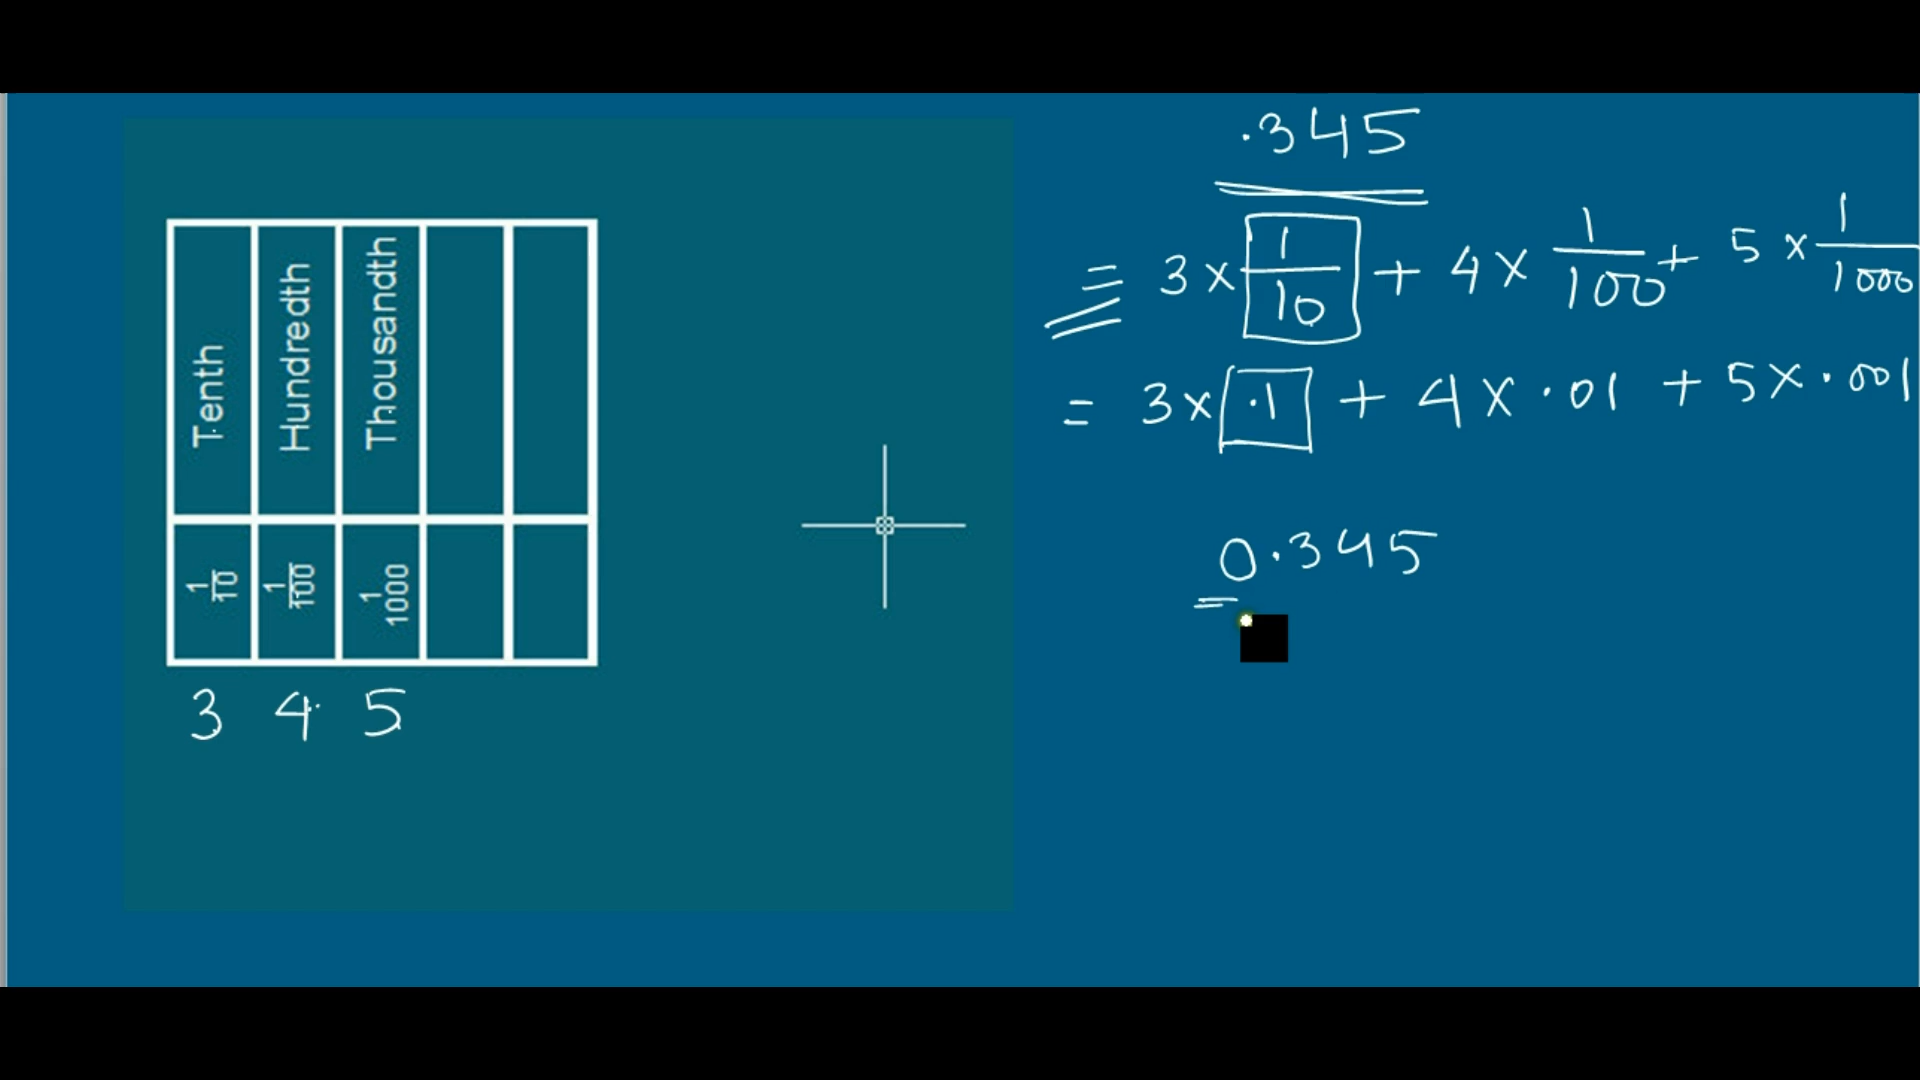 Tenth Hundredth Thousandth
1/10 1/100 1/1000
3 4 5
.345
= 3 × 1/10 + 4 × 1/100 + 5 × 1/1000
= 3 × .1 + 4 × .01 + 5 × .001
0.345